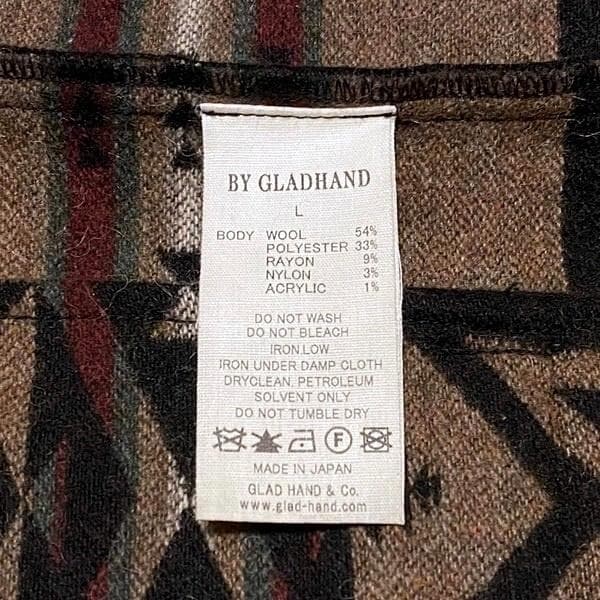 BY GLADHAND
L
BODY WOOL 54%
POLYESTER 33%
RAYON 9%
NYLON 3%
ACRYLIC 1%
DO NOT WASH
DO NOT BLEACH
IRON,LOW
IRON UNDER DAMP CLOTH
DRYCLEAN, PETROLEUM
SOLVENT ONLY
DO NOT TUMBLE DRY
F
MADE IN JAPAN
GLAD HAND & Co.
www.glad-hand.com